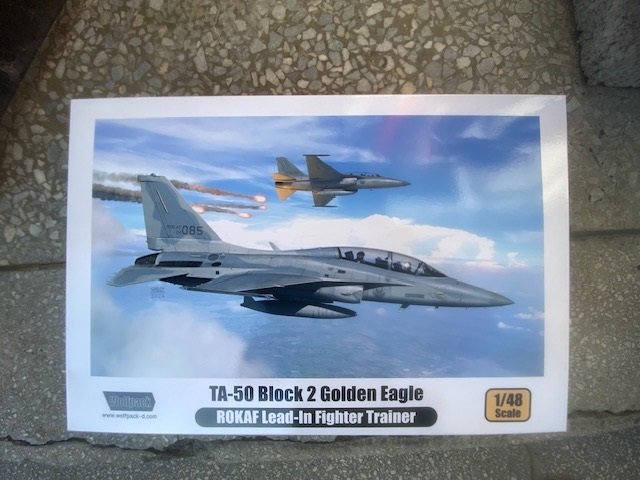 085
Wolfpack
www.wolfpack-d.com
TA-50 Block 2 Golden Eagle
ROKAF Lead-In Fighter Trainer
1/48
Scale